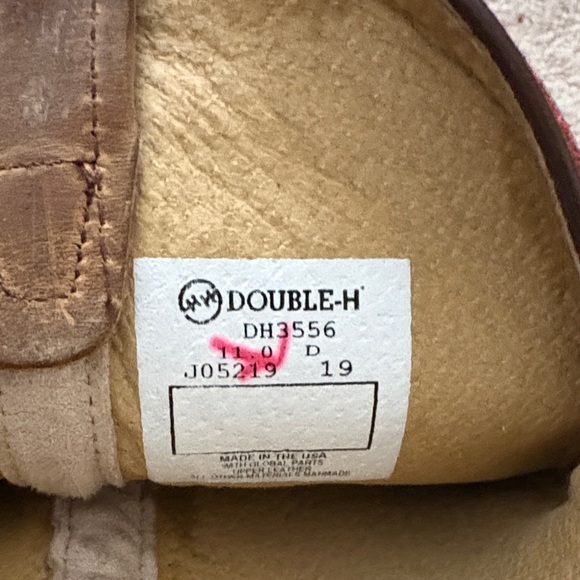 DOUBLE-H
DH3556
11.0 D
J05219 19
MADE IN THE USA
WITH GLOBAL PARTS
UPPER LEATHER
ALL OTHER MATERIALS MANMADE